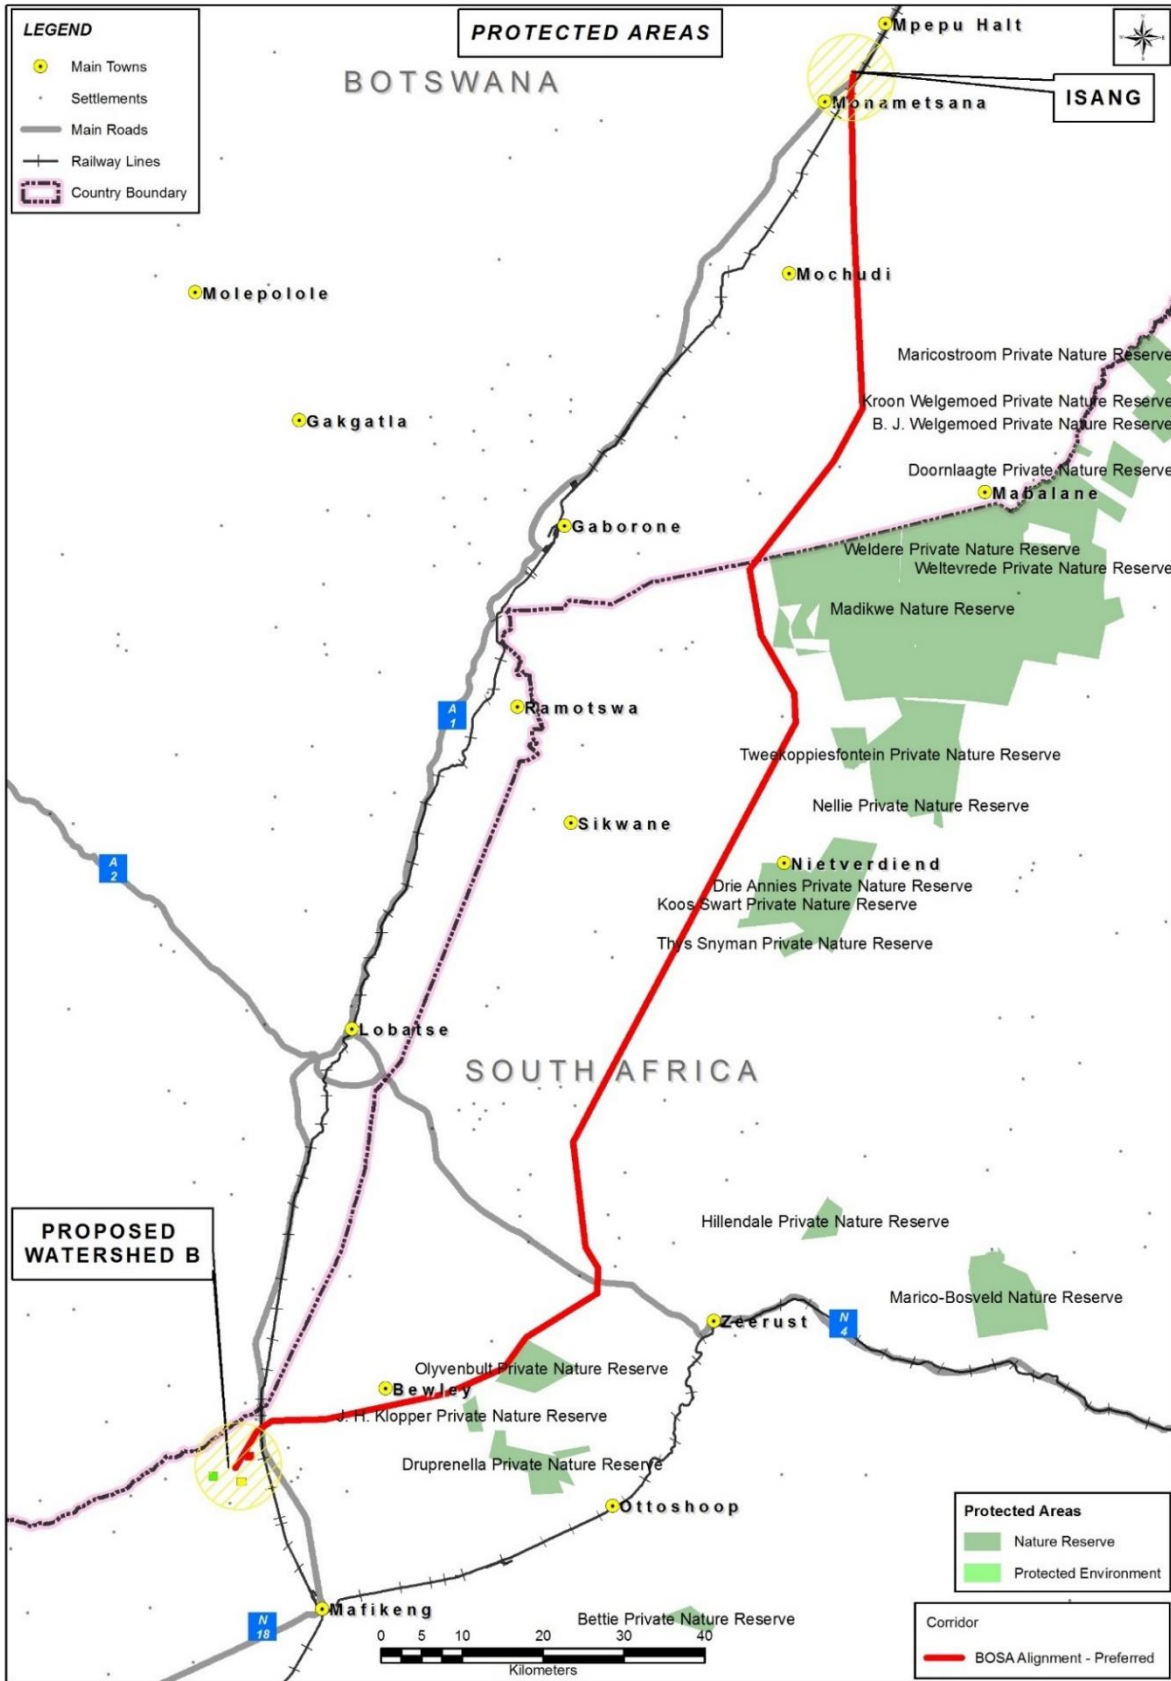 LEGEND
Main Towns
Settlements
Main Roads
Railway Lines
Country Boundary
PROTECTED AREAS
BOTSWANA
Mpepu Halt
ISANG
Monametsana
Mochudi
Molepolole
Maricostroom Private Nature Reserve
Kroon Welgemoed Private Nature Reserve
B. J. Welgemoed Private Nature Reserve
Gakgatla
Doornlaagte Private Nature Reserve
Mabalane
Gaborone
Weldere Private Nature Reserve
Weltevrede Private Nature Reserve
Madikwe Nature Reserve
A
1
Ramotswa
Tweekoppiesfontein Private Nature Reserve
Nellie Private Nature Reserve
Sikwane
A
2
Nietverdiend
Drie Annies Private Nature Reserve
Koos Swart Private Nature Reserve
Thys Snyman Private Nature Reserve
Lobatse
SOUTH AFRICA
PROPOSED
WATERSHED B
Hillendale Private Nature Reserve
Marico-Bosveld Nature Reserve
Zeerust
N
4
Olyvenbult Private Nature Reserve
Bewley
J. H. Klopper Private Nature Reserve
Druprenella Private Nature Reserve
Ottoshoop
Protected Areas
Nature Reserve
Protected Environment
Mafikeng
N
18
Bettie Private Nature Reserve
0 5 10 20 30 40
Kilometers
Corridor
BOSA Alignment - Preferred